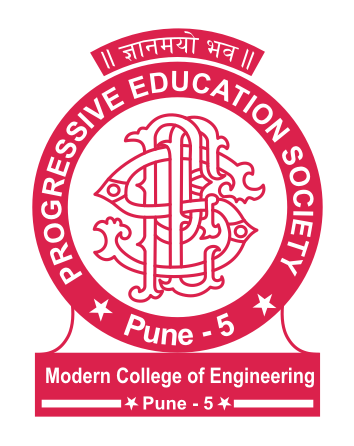 ॥ ज्ञानमयो भव ॥
PROGRESSIVE EDUCATION SOCIETY
Pune - 5
Modern College of Engineering
Pune - 5